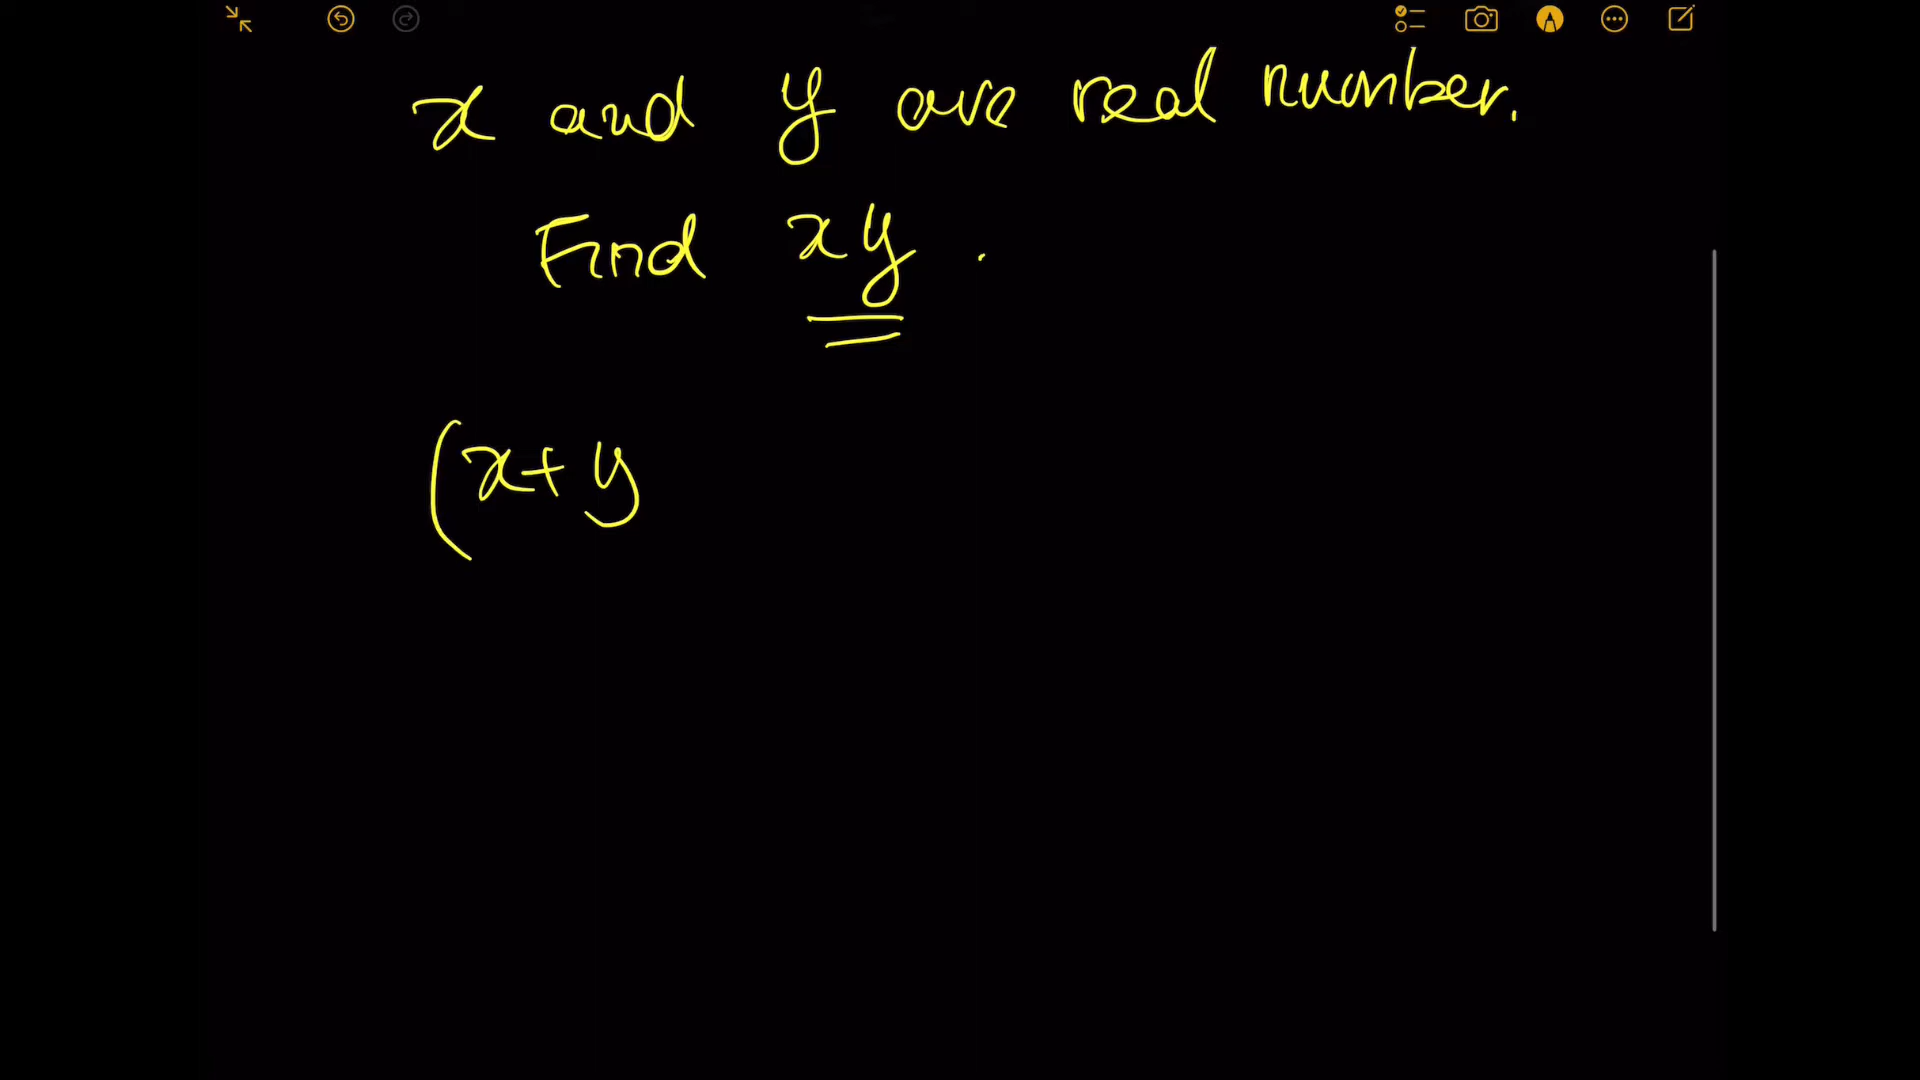 x and y are real number.
Find xy .
(x+y